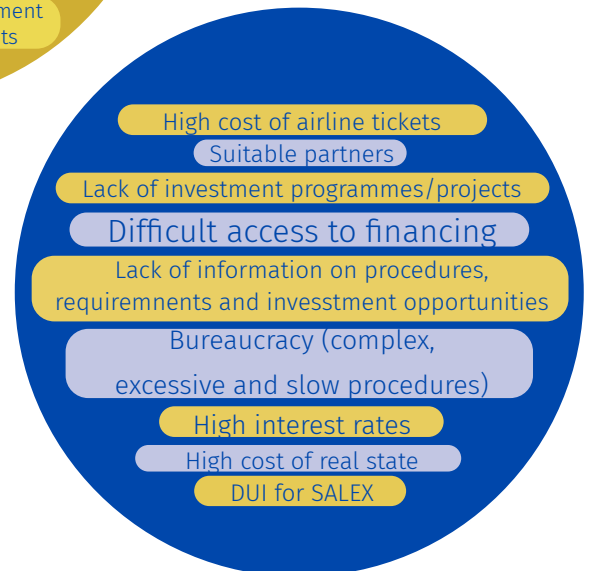 ment
ts
High cost of airline tickets
Suitable partners
Lack of investment programmes/projects
Difficult access to financing
Lack of information on procedures,
requiremnents and invesstment opportunities
Bureaucracy (complex,
excessive and slow procedures)
High interest rates
High cost of real state
DUI for SALEX